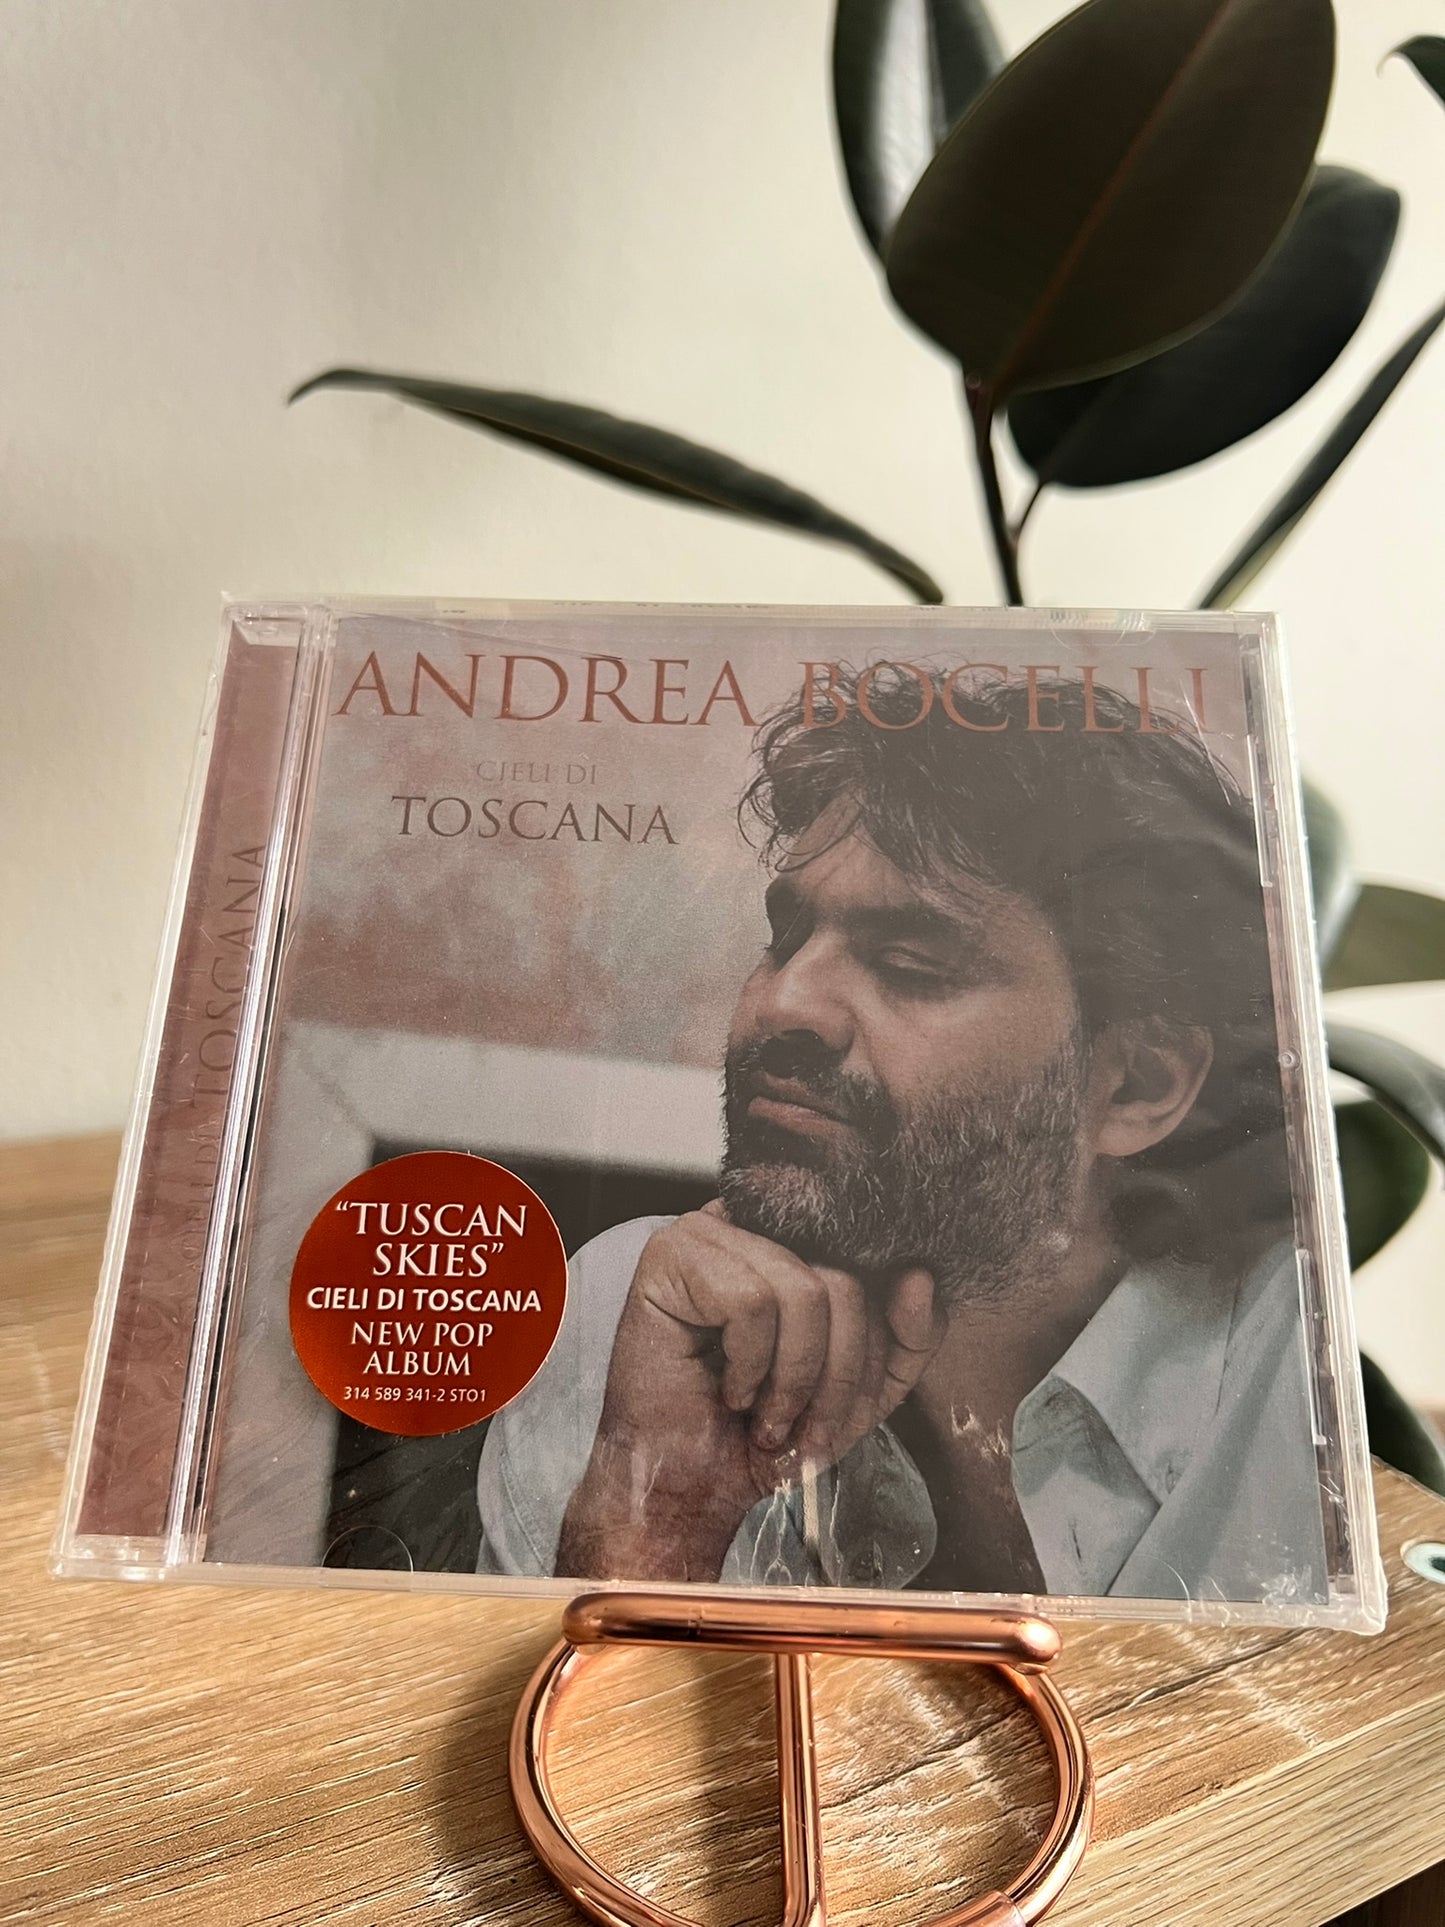 ANDREA BOCELLI
CIELI DI
TOSCANA
CIELI DI TOSCANA
“TUSCAN
SKIES”
CIELI DI TOSCANA
NEW POP
ALBUM
314 589 341-2 STO1